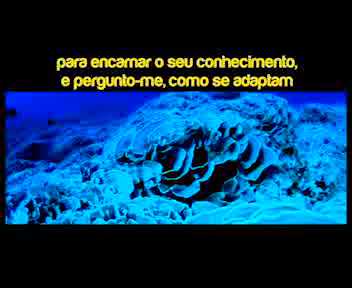 para encarnar o seu conhecimento,
e pergunto-me, como se adaptam